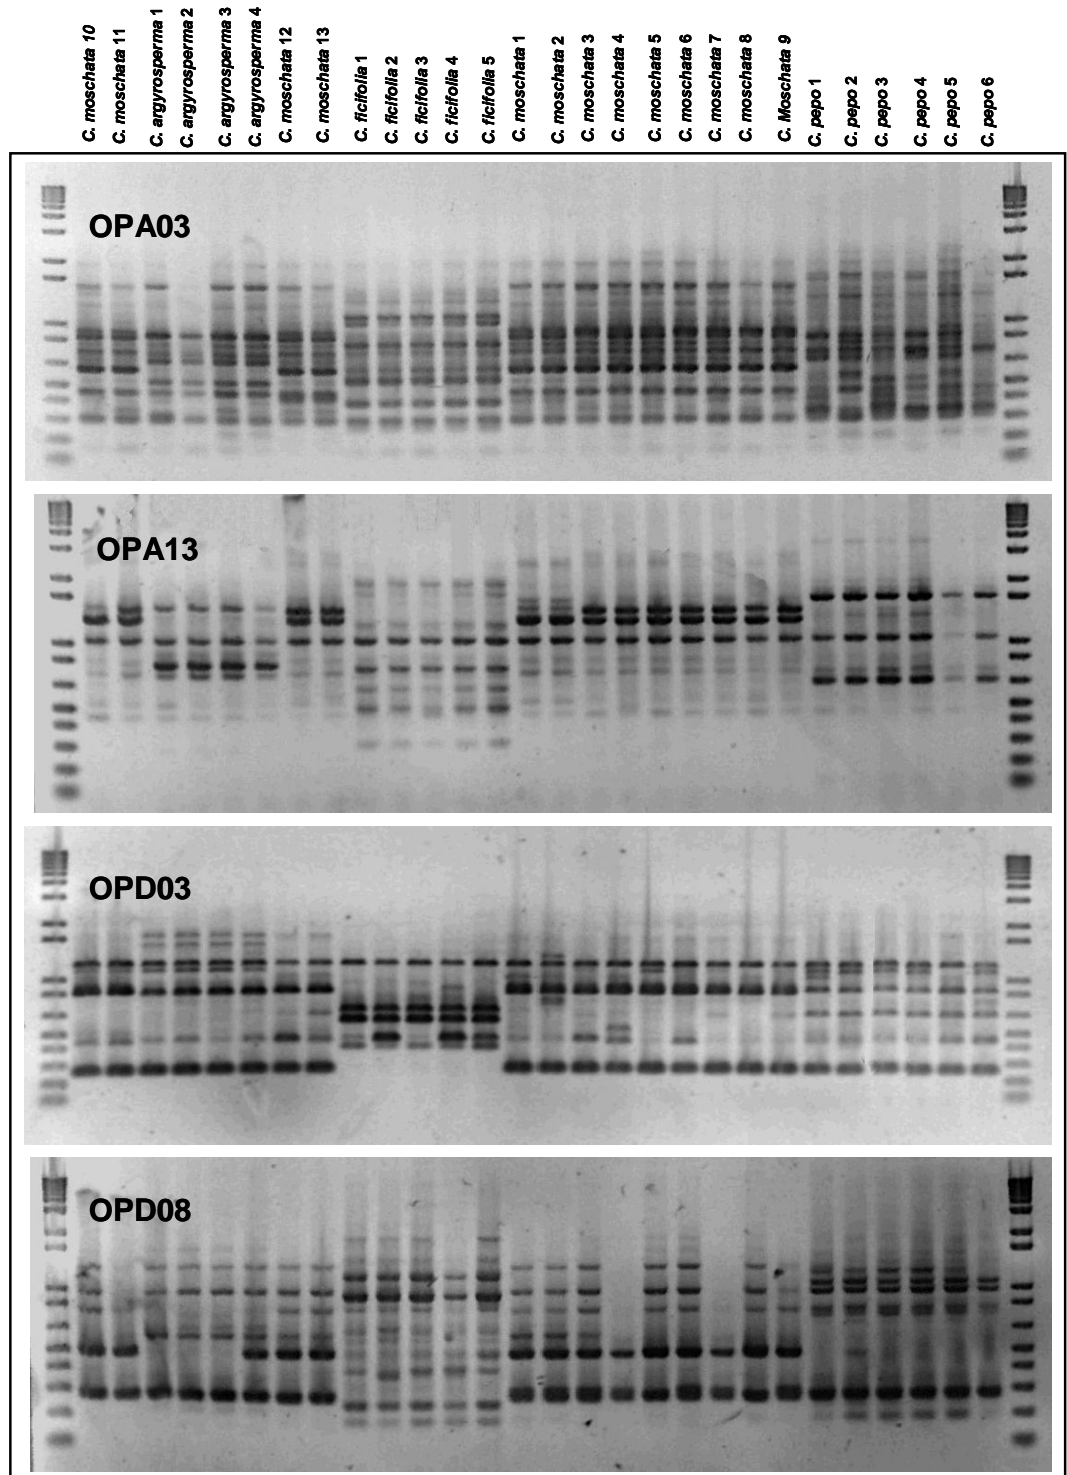 C. moschata 10
C. moschata 11
C. argyrosperma 1
C. argyrosperma 2
C. argyrosperma 3
C. argyrosperma 4
C. moschata 12
C. moschata 13
C. ficifolia 1
C. ficifolia 2
C. ficifolia 3
C. ficifolia 4
C. ficifolia 5
C. moschata 1
C. moschata 2
C. moschata 3
C. moschata 4
C. moschata 5
C. moschata 6
C. moschata 7
C. moschata 8
C. Moschata 9
C. pepo 1
C. pepo 2
C. pepo 3
C. pepo 4
C. pepo 5
C. pepo 6
OPA03
OPA13
OPD03
OPD08